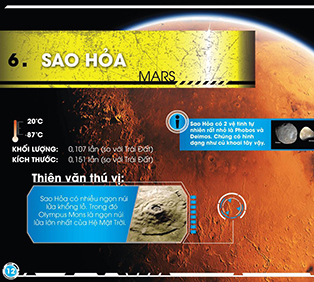 6. SAO HỎA
MARS
20°C
-87°C
Sao Hỏa có 2 vệ tinh tự
nhiên rất nhỏ là Phobos và
Deimos. Chúng có hình
dạng như củ khoai tây vậy.
KHỐI LƯỢNG: 0,107 lần (so với Trái Đất)
KÍCH THƯỚC: 0,151 lần (so với Trái Đất)
Thiên văn thú vị:
Sao Hỏa có nhiều ngọn núi
lửa khổng lồ. Trong đó
Olympus Mons là ngọn núi
lửa lớn nhất của Hệ Mặt Trời.
12